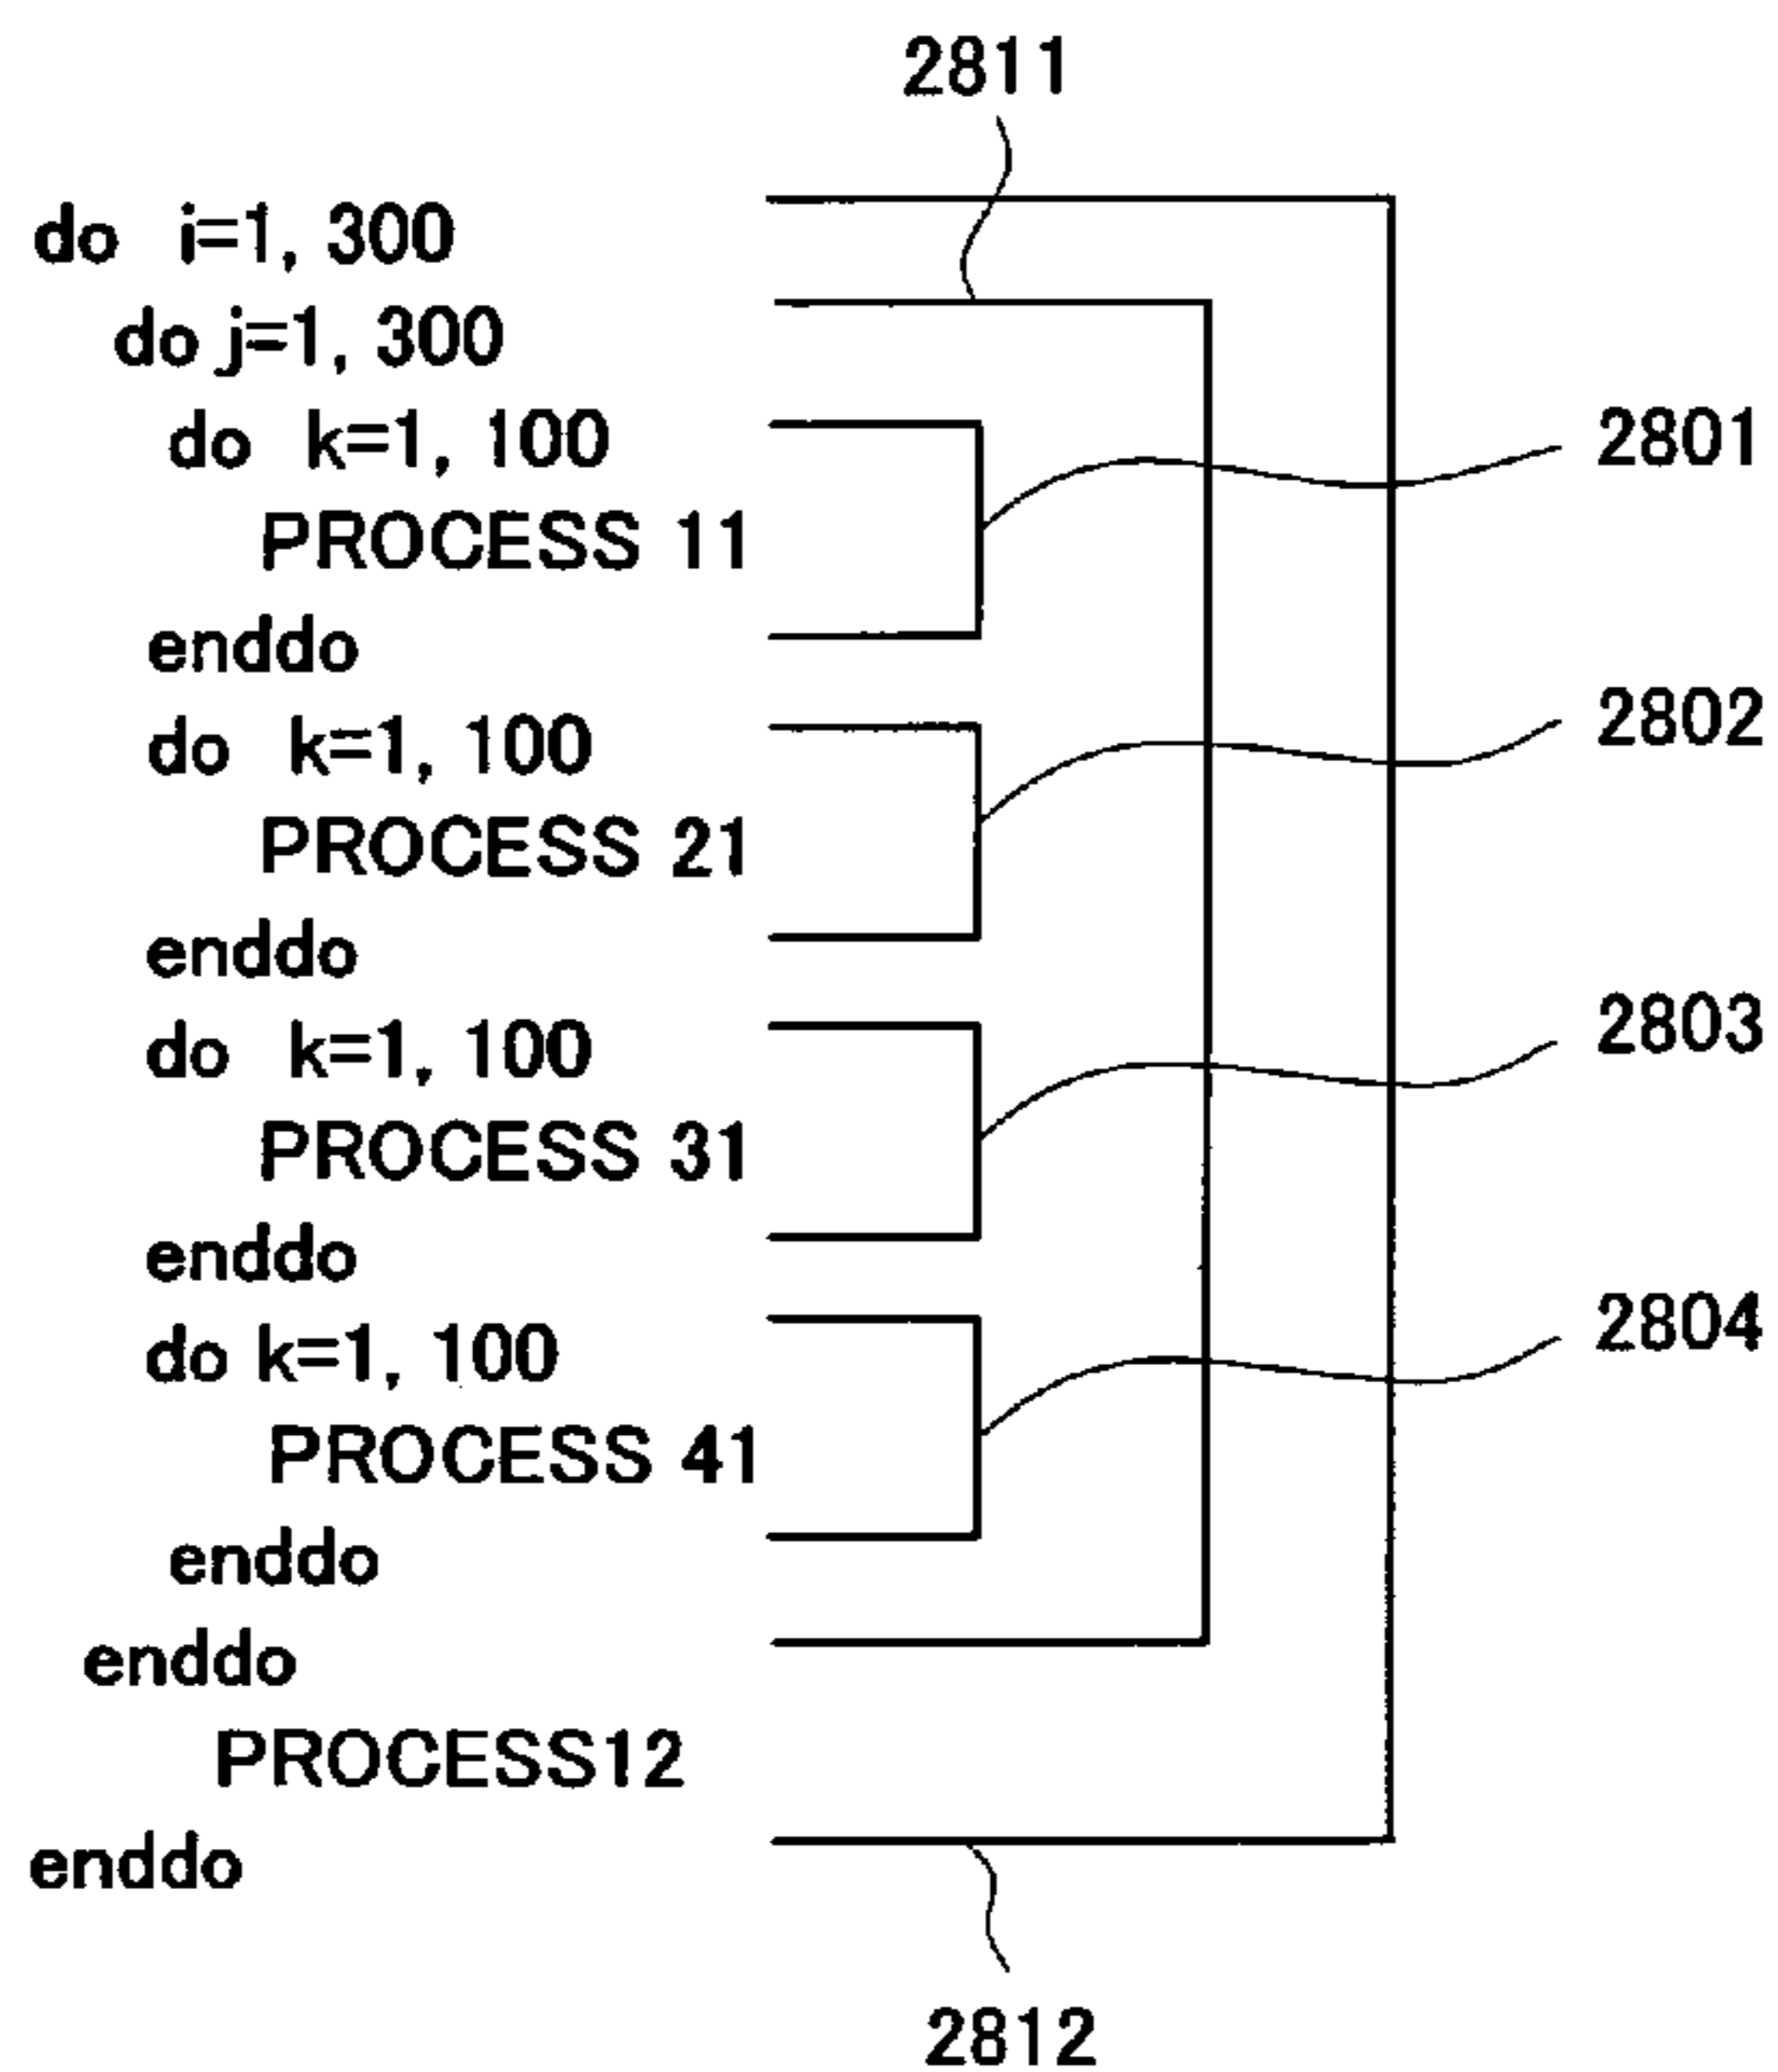 2811
do i=1, 300
do j=1, 300
do k=1, 100
2801
PROCESS 11
enddo
2802
do k=1, 100
PROCESS 21
enddo
2803
do k=1, 100
PROCESS 31
enddo
2804
do k=1, 100
PROCESS 41
enddo
enddo
PROCESS12
enddo
2812